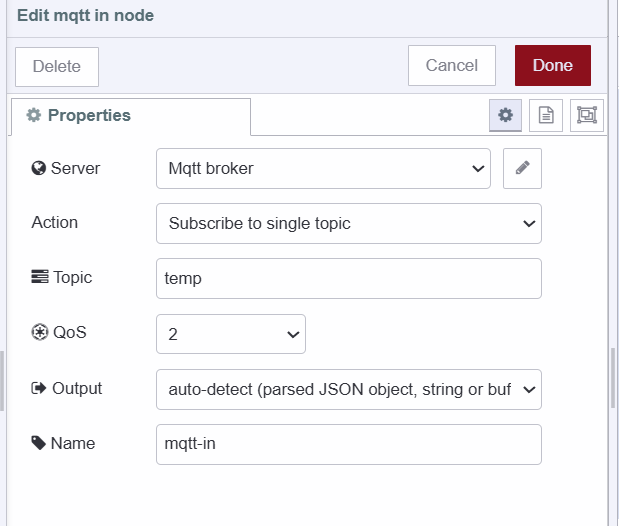 Edit mqtt in node
Delete
Cancel
Done
Properties
Server
Mqtt broker
Action
Subscribe to single topic
Topic
temp
QoS
2
Output
auto-detect (parsed JSON object, string or buf
Name
mqtt-in